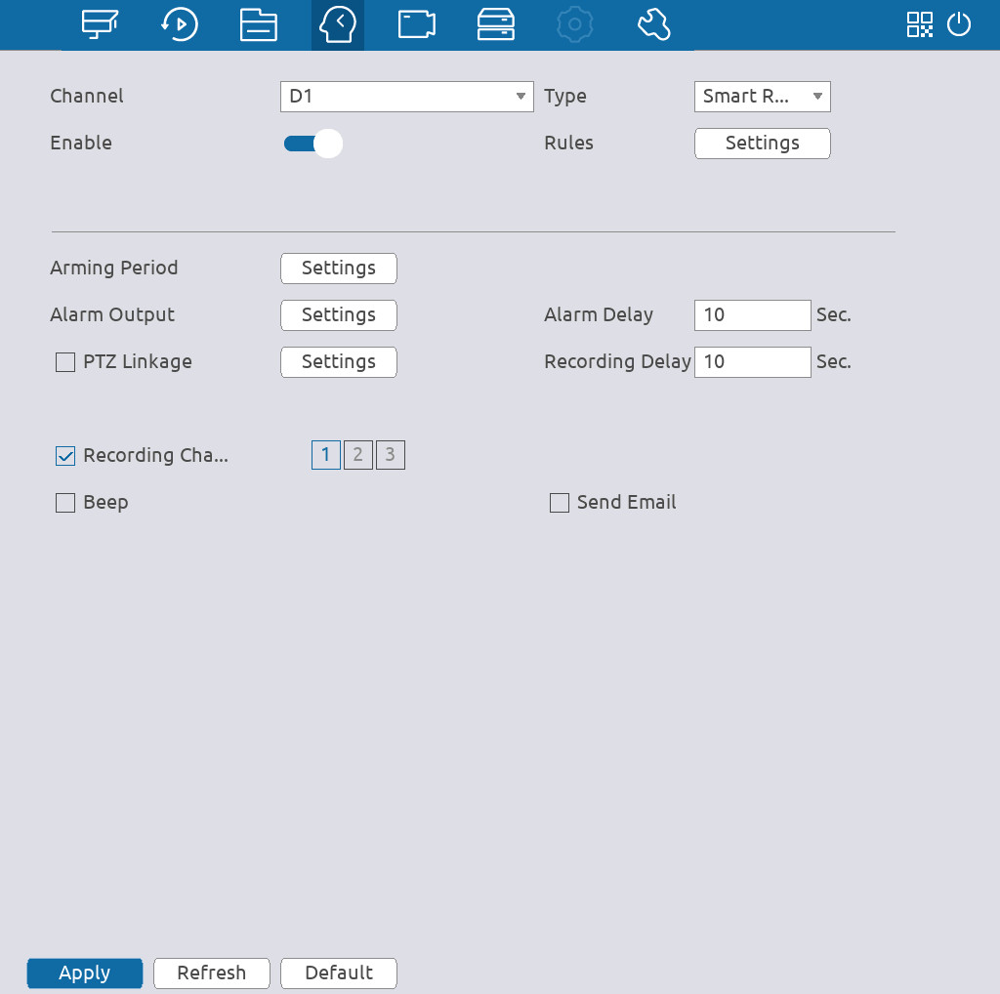 Channel D1 Type Smart R...
Enable Rules Settings
Arming Period Settings
Alarm Output Settings Alarm Delay 10 Sec.
PTZ Linkage Settings Recording Delay 10 Sec.
Recording Cha... 1 2 3
Beep Send Email
Apply Refresh Default